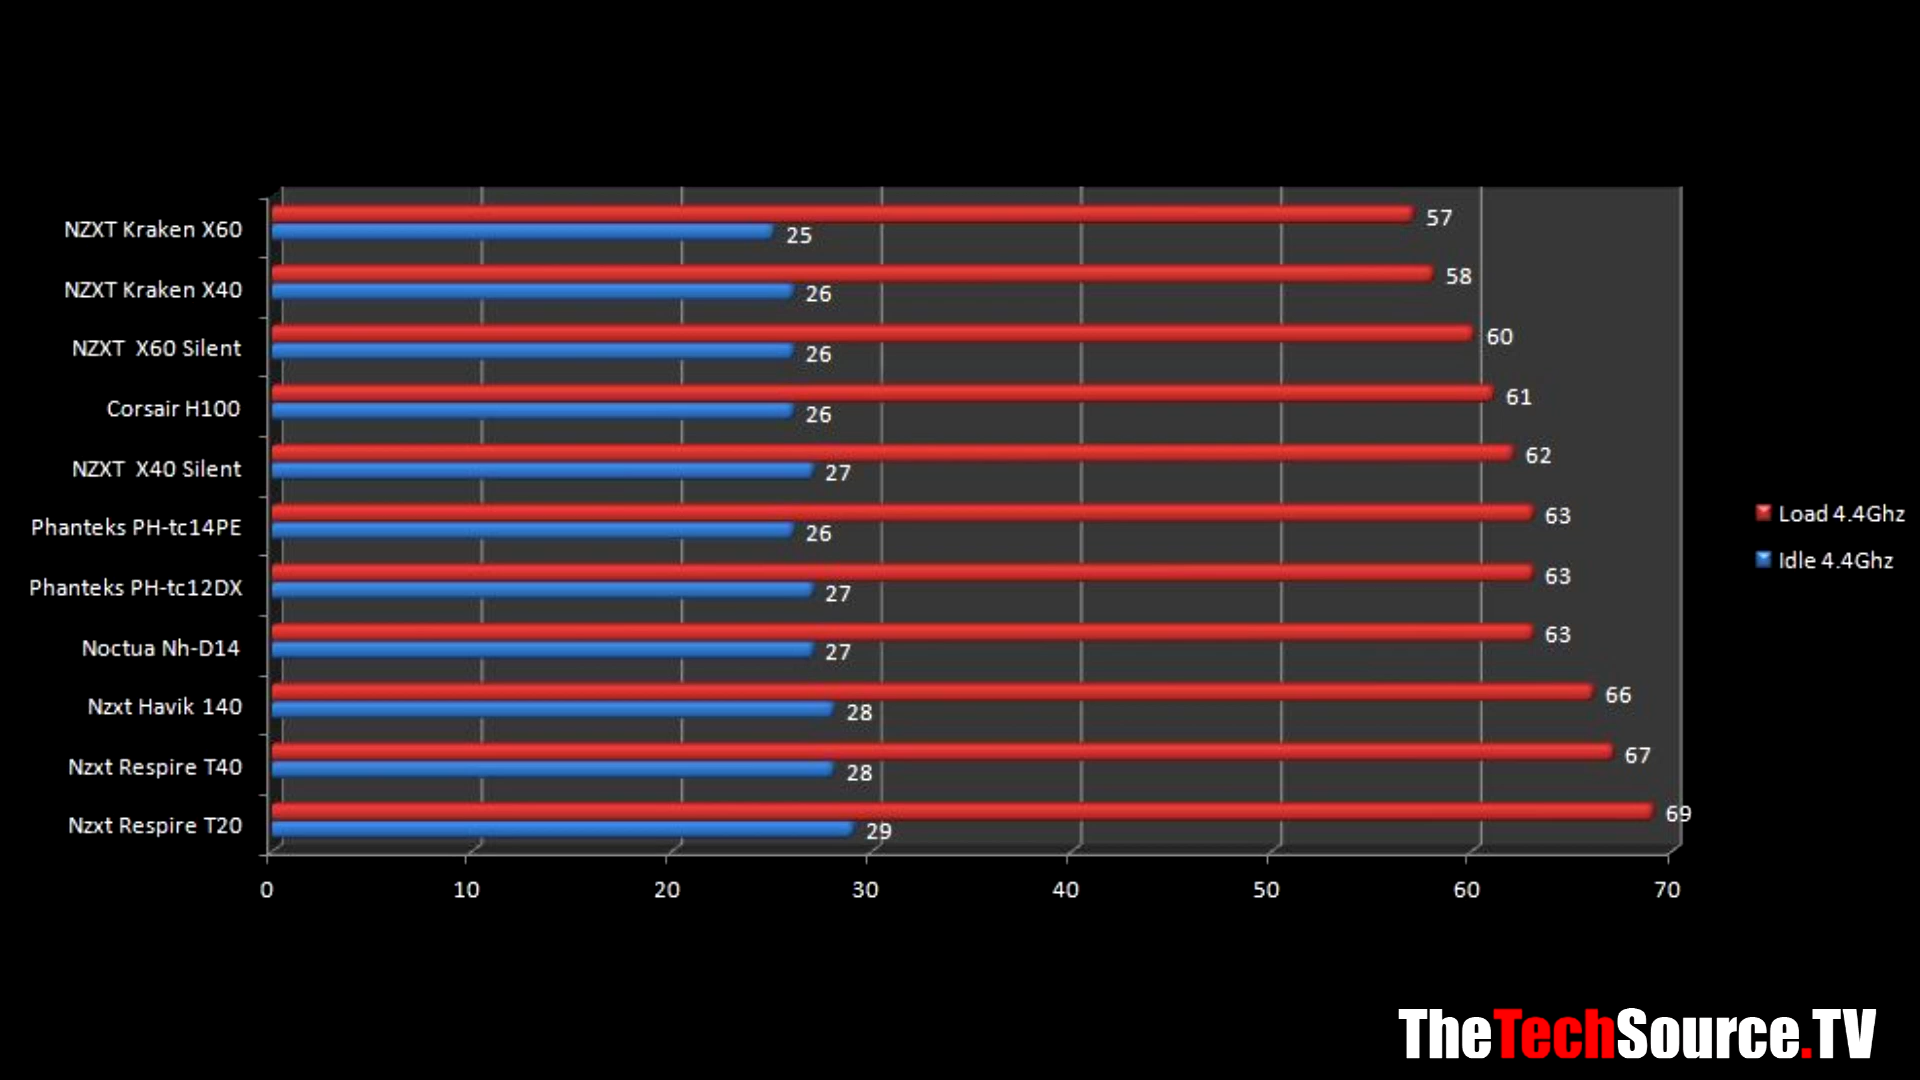 NZXT Kraken X60
57
25
NZXT Kraken X40
58
26
NZXT X60 Silent
60
26
Corsair H100
61
26
NZXT X40 Silent
62
27
Phanteks PH-tc14PE
63
26
Phanteks PH-tc12DX
63
27
Noctua Nh-D14
63
27
Nzxt Havik 140
66
28
Nzxt Respire T40
67
28
Nzxt Respire T20
69
29
0 10 20 30 40 50 60 70
Load 4.4Ghz
Idle 4.4Ghz
TheTechSource.TV